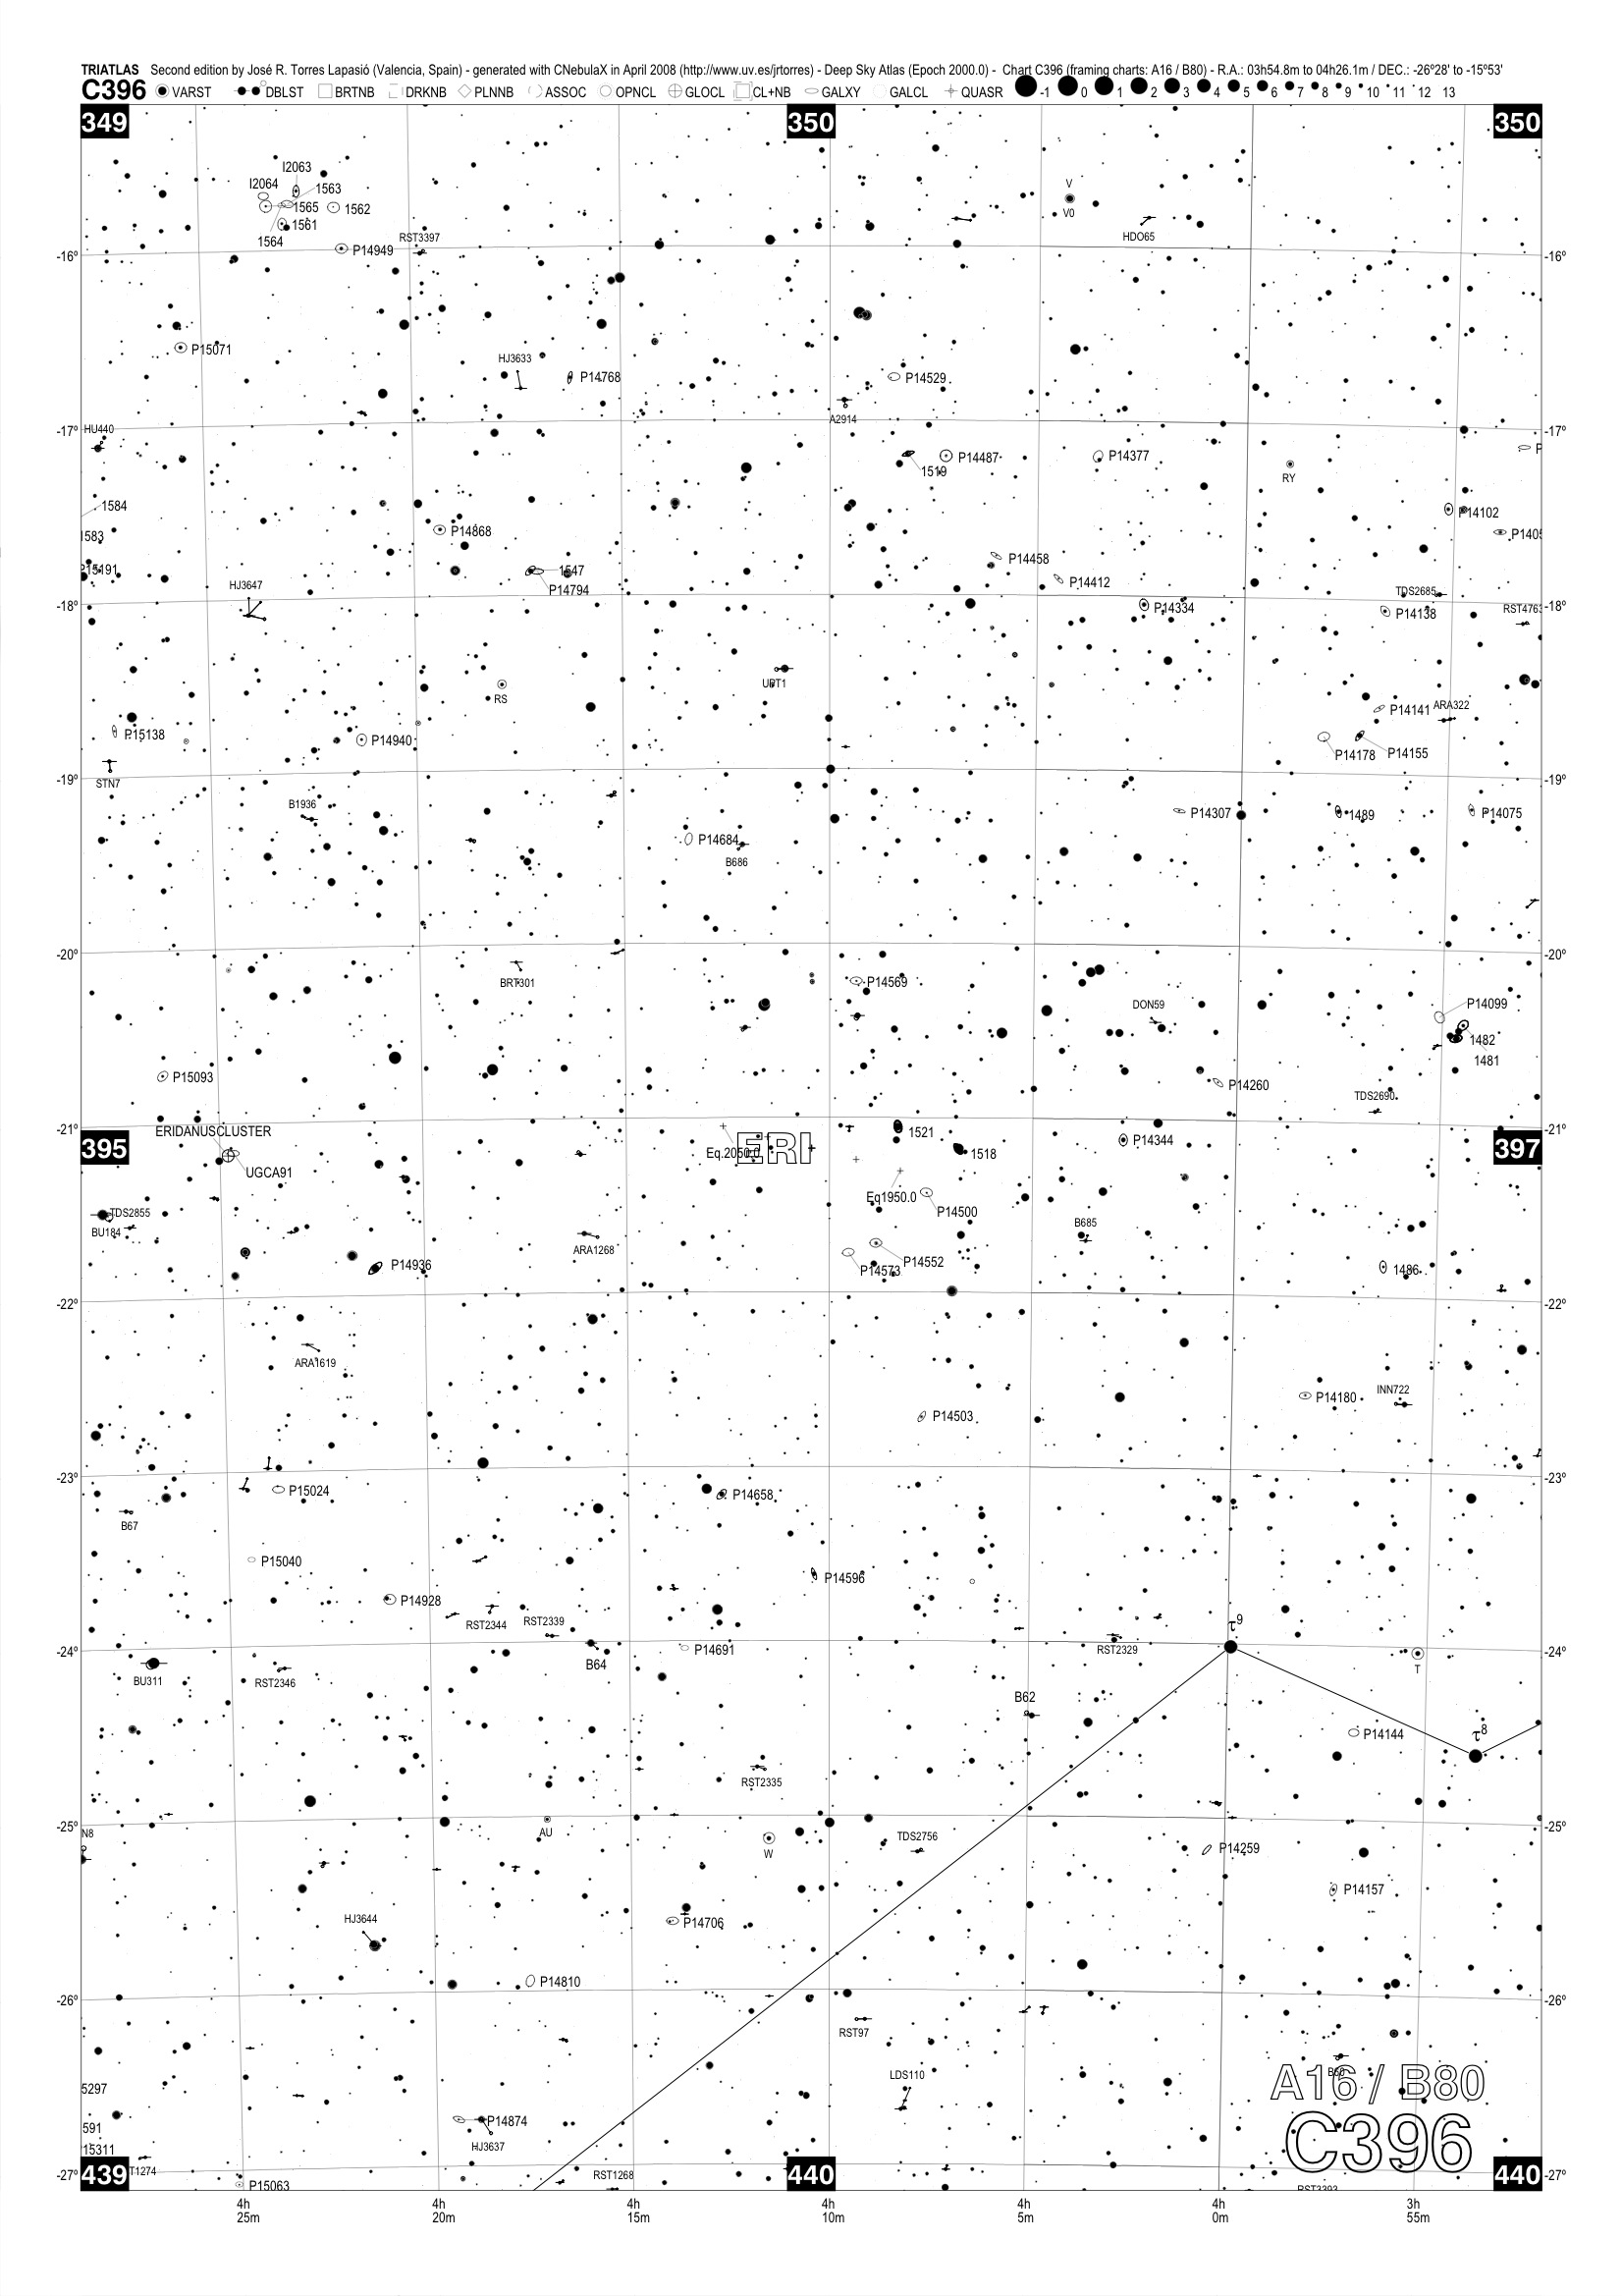 TRIATLAS Second edition by José R. Torres Lapasió (Valencia, Spain) - generated with CNebulaX in April 2008 (http://www.uv.es/jrtorres) - Deep Sky Atlas (Epoch 2000.0) - Chart C396 (framing charts: A16 / B80) - R.A.: 03h54.8m to 04h26.1m / DEC.: -26º28' to -15º53'
C396 VARST DBLST BRTNB DRKNB PLNNB ASSOC OPNCL GLOCL CL+NB GALXY GALCL QUASR -1 0 1 2 3 4 5 6 7 8 9 10 11 12 13
349 350 350
I2063
I2064 1563
V
1565 1562
V0
1561
1564 RST3397 HDO65
P14949
-16º -16º
P15071
HJ3633
P14768 P14529
A2914
-17º -17º
HU440
P14487 P14377
1519 RY
1584
P14102
1583 P14868
P1405
P14458
P15191 1547
P14412
HJ3647 P14794 TDS2685
-18º -18º
P14334 P14138 RST4763
UBT1
RS
P14141 ARA322
P15138 P14940
P14178 P14155
-19º -19º
STN7
B1936 P14307 1489 P14075
P14684
B686
-20º -20º
BRT301 P14569
DON59 P14099
1482
1481
P15093 P14260
TDS2690
-21º -21º
ERIDANUSCLUSTER 1521 P14344
395 ERI 397
Eq.2050.0 1518
UGCA91
Eq1950.0
P14500
TDS2855
BU184 B685
ARA1268
P14936 P14552
P14573 1486
-22º -22º
ARA1619
P14180 INN722
P14503
-23º -23º
P15024 P14658
B67
P15040
P14596
P14928
RST2344 RST2339
τ9
-24º P14691 RST2329 -24º
B64 T
BU311 RST2346
B62
P14144 τ8
RST2335
-25º -25º
N8 AU W TDS2756
P14259
P14157
HJ3644 P14706
P14810
-26º -26º
RST97
LDS110 B60
A16 / B80
5297
591 P14874 C396
15311 HJ3637
-27º 439 T1274 RST1268 440 440 -27º
P15063 RST3393
4h 4h 4h 4h 4h 4h 3h
25m 20m 15m 10m 5m 0m 55m